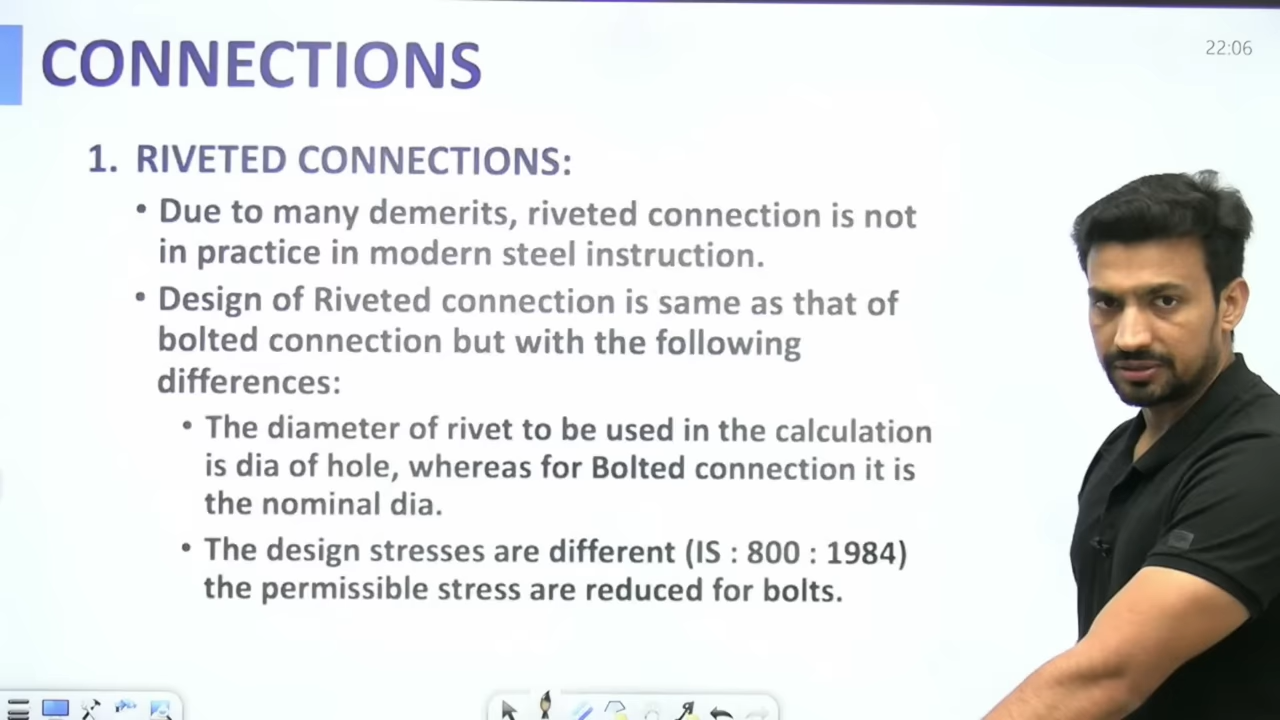 CONNECTIONS
22:06
1. RIVETED CONNECTIONS:
• Due to many demerits, riveted connection is not
in practice in modern steel instruction.
• Design of Riveted connection is same as that of
bolted connection but with the following
differences:
• The diameter of rivet to be used in the calculation
is dia of hole, whereas for Bolted connection it is
the nominal dia.
• The design stresses are different (IS : 800 : 1984)
the permissible stress are reduced for bolts.